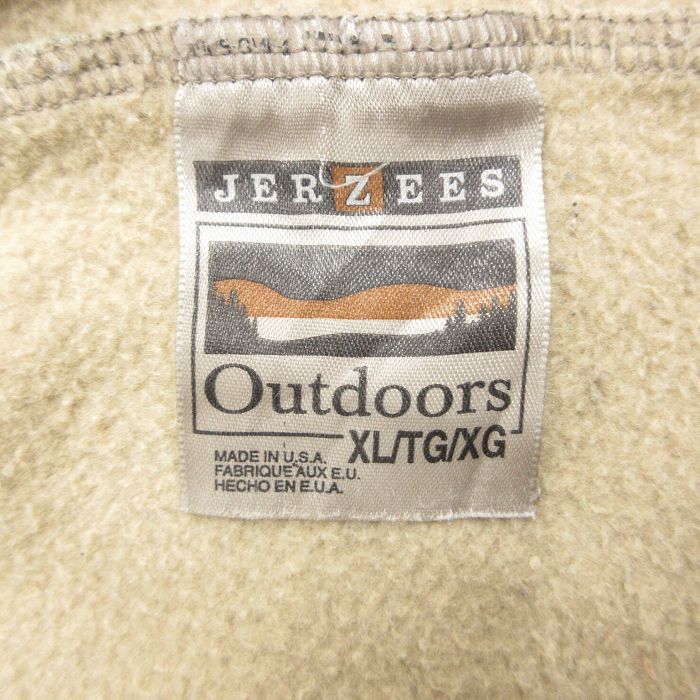 JERZEES
Outdoors
XL/TG/XG
MADE IN U.S.A.
FABRIQUE AUX E.U.
HECHO EN E.U.A.